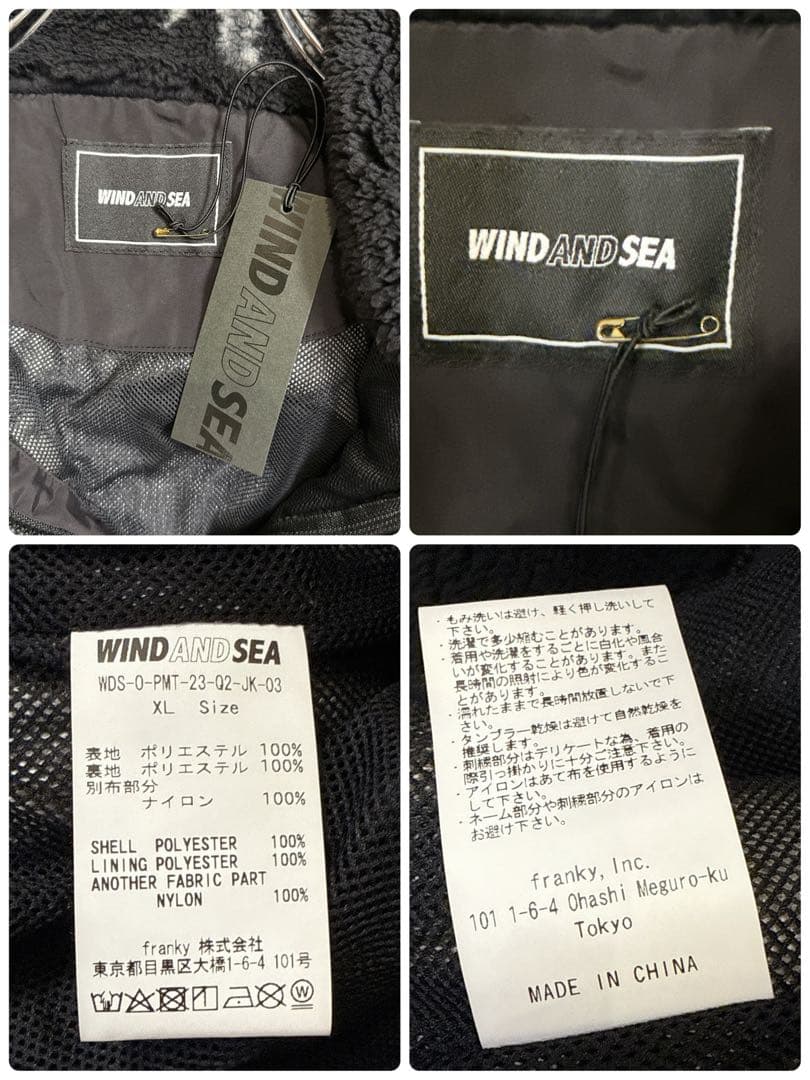 WINDANDSEA
WINDANDSEA
WINDANDSEA
WINDANDSEA
WDS-O-PMT-23-Q2-JK-03
XL Size
表地 ポリエステル 100%
裏地 ポリエステル 100%
別布部分
ナイロン 100%
SHELL POLYESTER 100%
LINING POLYESTER 100%
ANOTHER FABRIC PART
NYLON 100%
franky 株式会社
東京都目黒区大橋1-6-4 101号
W
・もみ洗いは避け、軽く押し洗いして
下さい。
・洗濯で多少縮むことがあります。
・着用や洗濯をするごとに白化や風合
いが変化することがあります。また
長時間の照射により色が変化するこ
とがあります。
・濡れたままで長時間放置しないで下
さい。
・タンブラー乾燥は避けて自然乾燥を
推奨します。
・刺繍部分はデリケートな為、着用の
際引っ掛かりに十分ご注意下さい。
・アイロンはあて布を使用するように
して下さい。
・ネーム部分や刺繍部分のアイロンは
お避け下さい。
franky, Inc.
101 1-6-4 Ohashi Meguro-ku
Tokyo
MADE IN CHINA